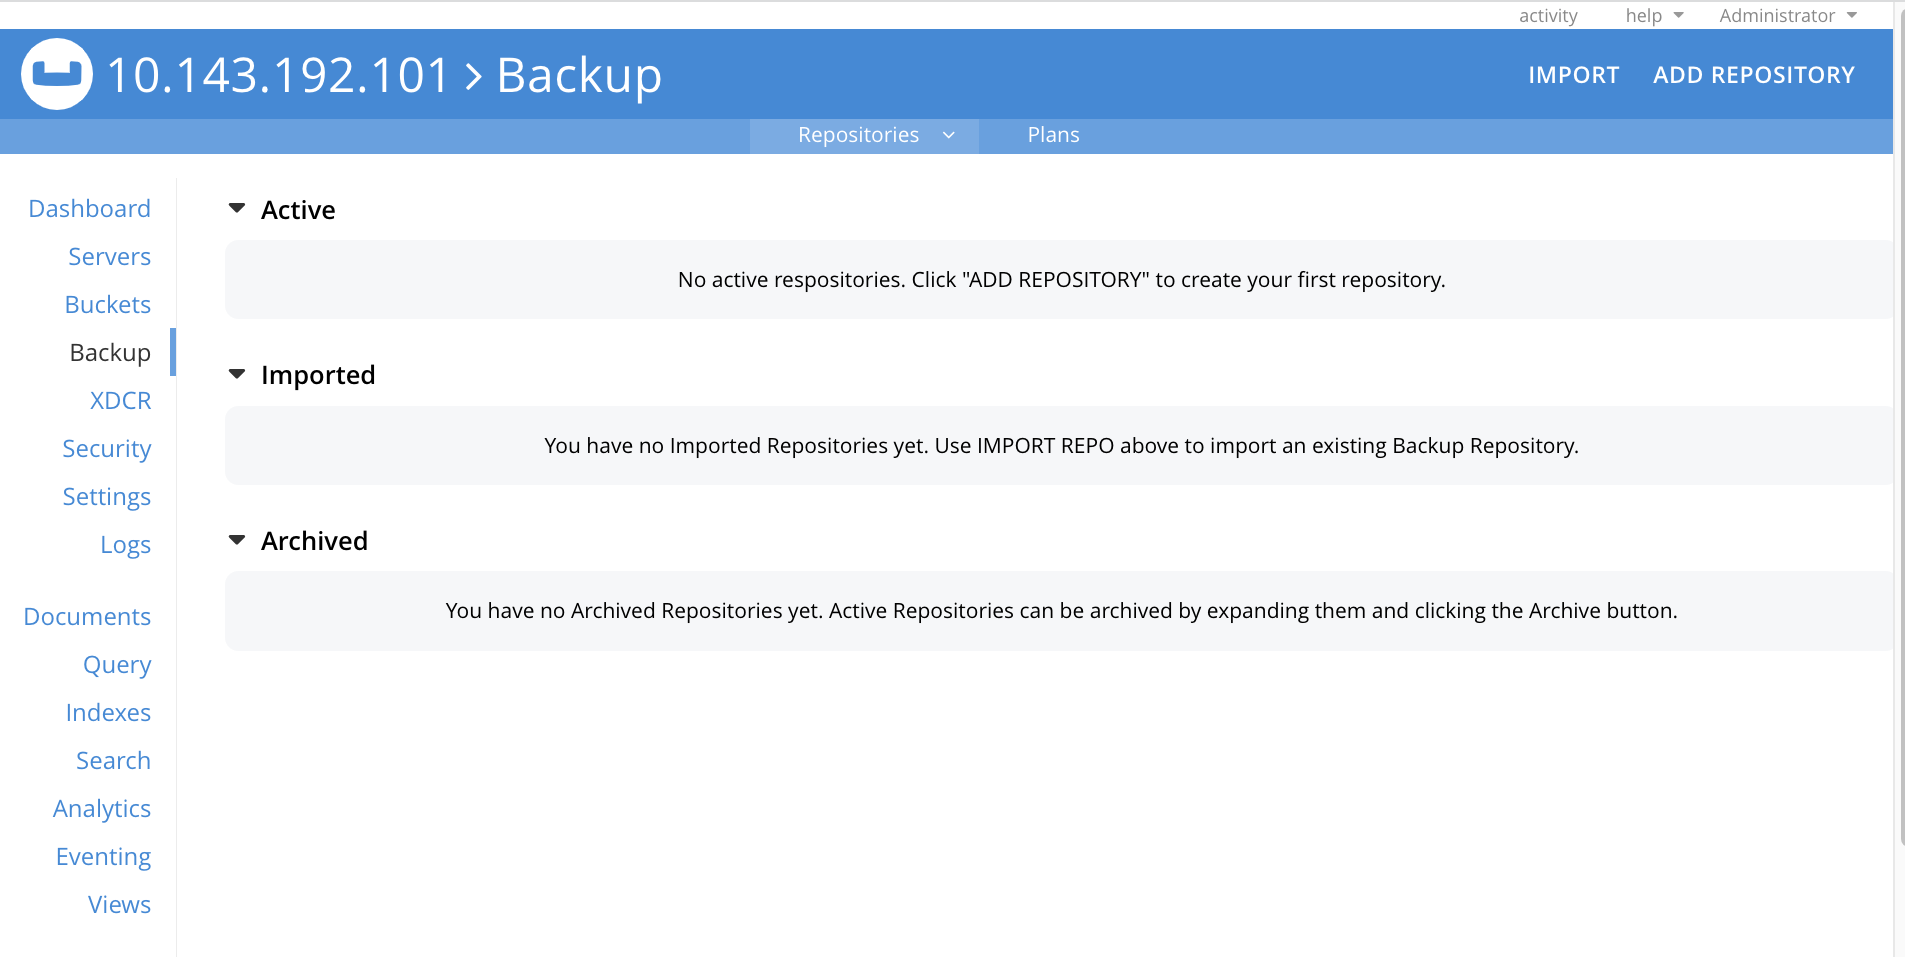 activity help Administrator
10.143.192.101 > Backup
IMPORT ADD REPOSITORY
Repositories Plans
Dashboard
Servers
Buckets
Backup
XDCR
Security
Settings
Logs
Documents
Query
Indexes
Search
Analytics
Eventing
Views
Active
No active respositories. Click "ADD REPOSITORY" to create your first repository.
Imported
You have no Imported Repositories yet. Use IMPORT REPO above to import an existing Backup Repository.
Archived
You have no Archived Repositories yet. Active Repositories can be archived by expanding them and clicking the Archive button.